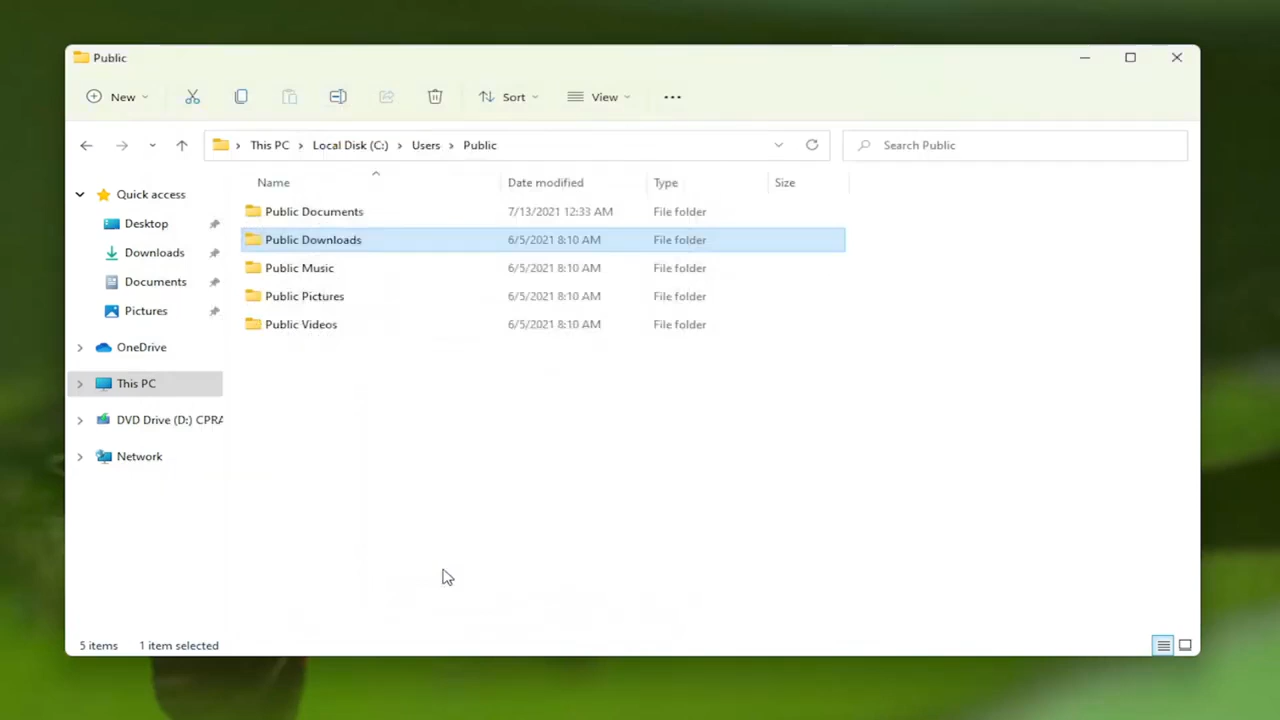 Public
New
Sort
View
This PC
Local Disk (C:)
Users
Public
Search Public
Name
Date modified
Type
Size
Quick access
Desktop
Downloads
Documents
Pictures
OneDrive
This PC
DVD Drive (D:) CPRA
Network
Public Documents 7/13/2021 12:33 AM File folder
Public Downloads 6/5/2021 8:10 AM File folder
Public Music 6/5/2021 8:10 AM File folder
Public Pictures 6/5/2021 8:10 AM File folder
Public Videos 6/5/2021 8:10 AM File folder
5 items 1 item selected